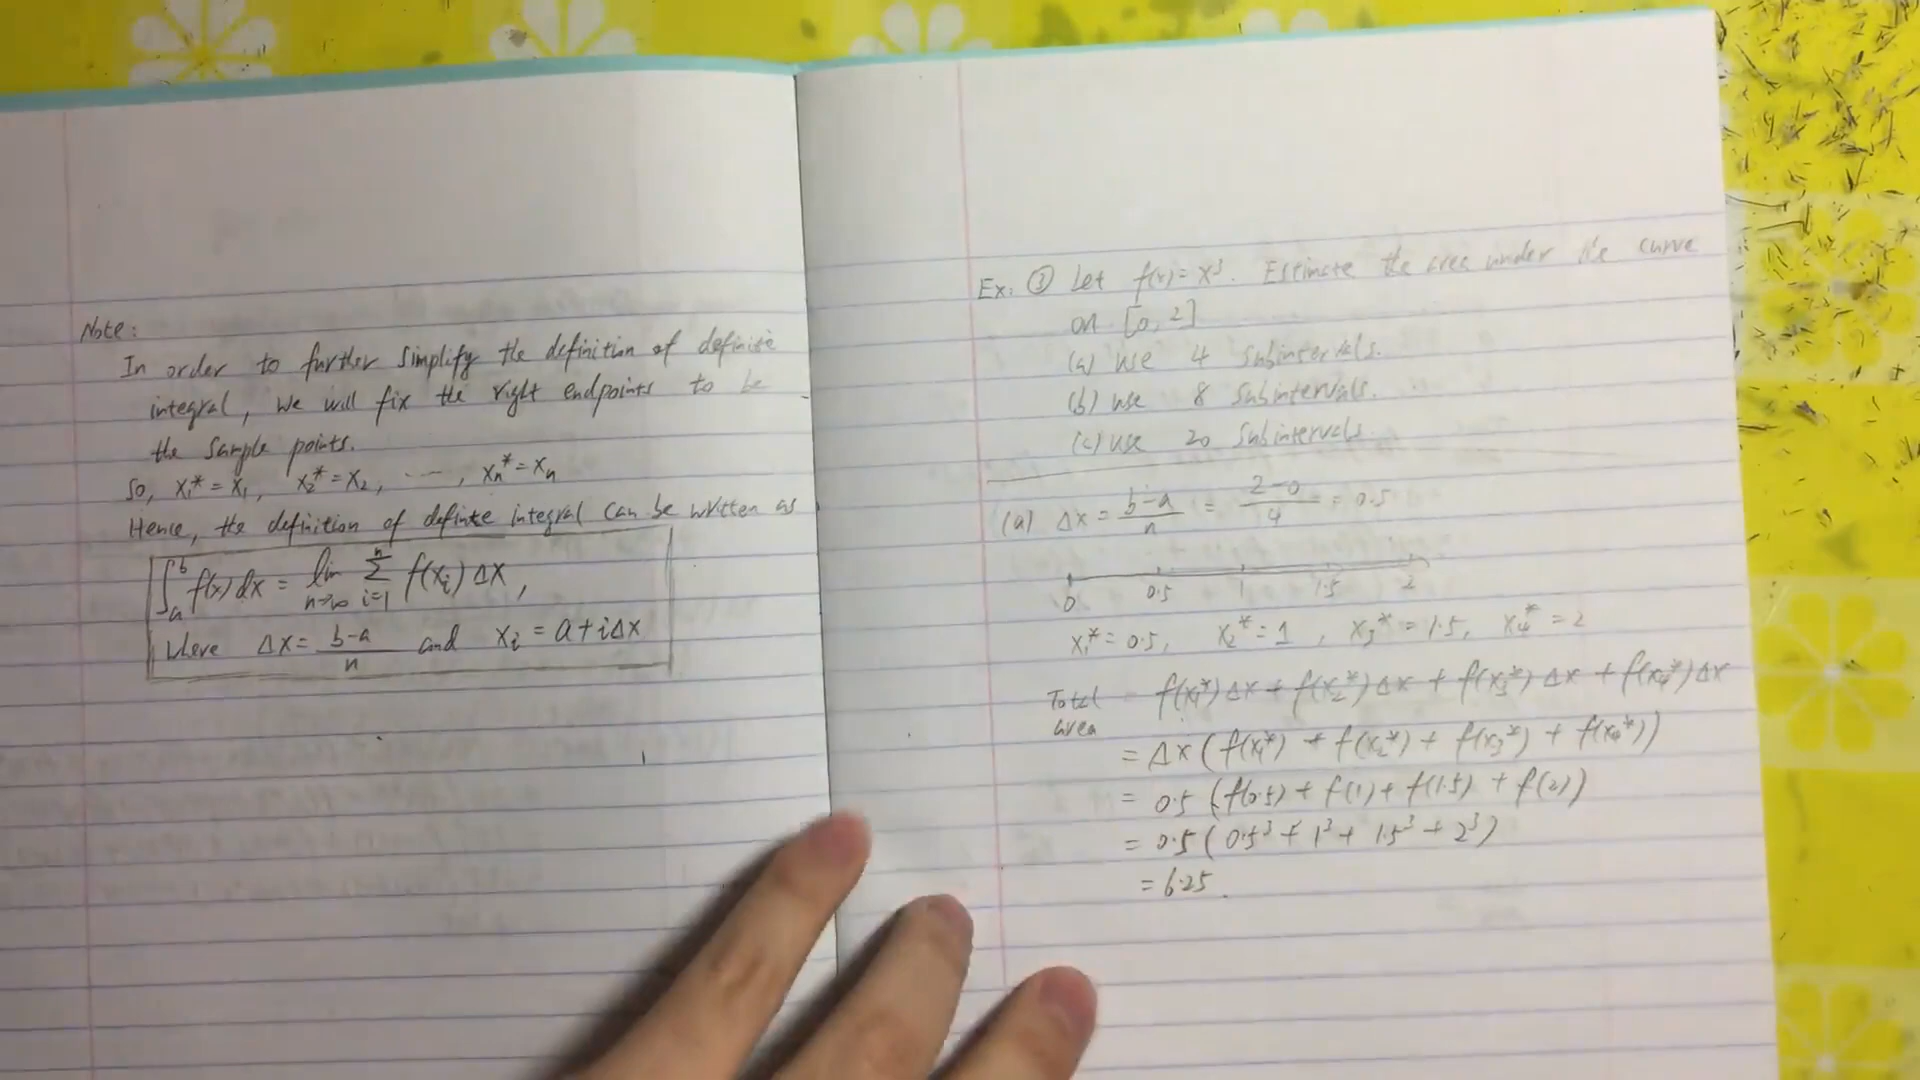 Note:
In order to further simplify the definition of definite
integral, we will fix the right endpoints to be
the sample points.
So, x₁* = x₁, x₂* = x₂, ..., xₙ* = xₙ
Hence, the definition of definite integral can be written as
∫ₐᵇ f(x) dx = lim n→∞ Σ i=1 n f(xᵢ) Δx,
where Δx = (b-a)/n and xᵢ = a + iΔx
Ex: ③ Let f(x) = x³. Estimate the area under the curve
on [0, 2]
(a) use 4 subintervals.
(b) use 8 subintervals.
(c) use 20 subintervals.
(a) Δx = (b-a)/n = (2-0)/4 = 0.5
0 0.5 1 1.5 2
x₁* = 0.5, x₂* = 1, x₃* = 1.5, x₄* = 2
Total area = f(x₁*)Δx + f(x₂*)Δx + f(x₃*)Δx + f(x₄*)Δx
= Δx (f(x₁*) + f(x₂*) + f(x₃*) + f(x₄*))
= 0.5 (f(0.5) + f(1) + f(1.5) + f(2))
= 0.5 (0.5³ + 1³ + 1.5³ + 2³)
= 6.25.